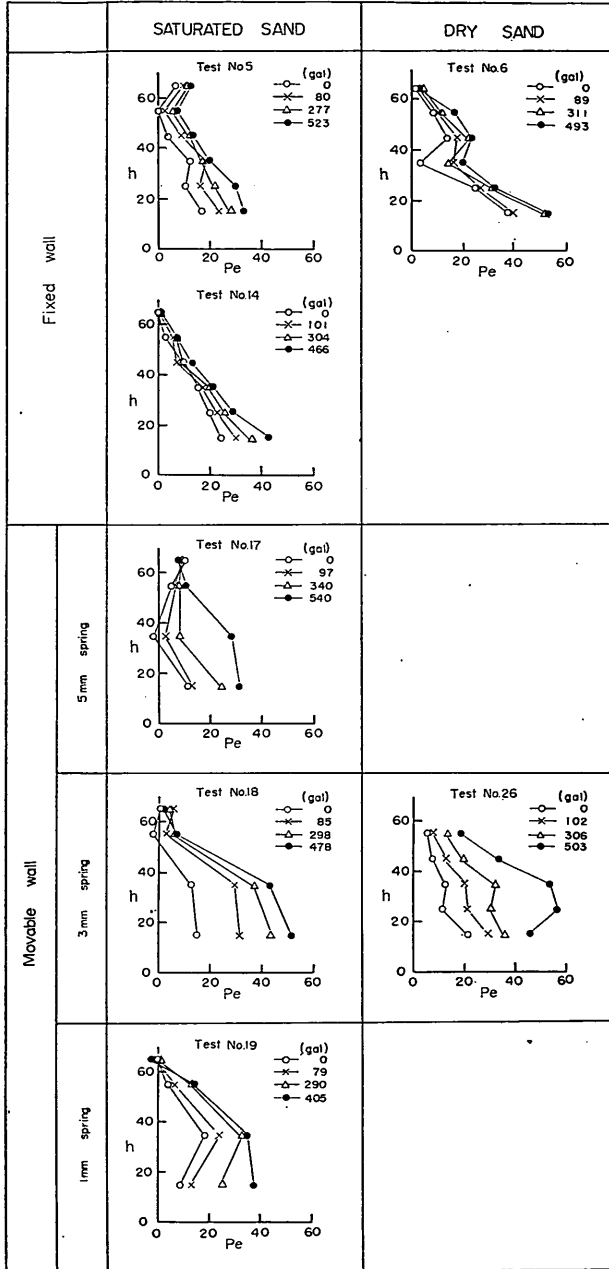 SATURATED SAND
DRY SAND
Fixed wall
Test No.5
(gal)
0
80
277
523
60
40
h
20
0
0 20 40 60
Pe
Test No.6
(gal)
0
89
311
493
60
40
h
20
0
0 20 40 60
Pe
Test No.14
(gal)
0
101
304
466
60
40
h
20
0
0 20 40 60
Pe
Movable wall
5mm spring
Test No.17
(gal)
0
97
340
540
60
40
h
20
0
0 20 40 60
Pe
3mm spring
Test No.18
(gal)
0
85
298
478
60
40
h
20
0
0 20 40 60
Pe
Test No.26
(gal)
0
102
306
503
60
40
h
20
0
0 20 40 60
Pe
1mm spring
Test No.19
(gal)
0
79
290
405
60
40
h
20
0
0 20 40 60
Pe